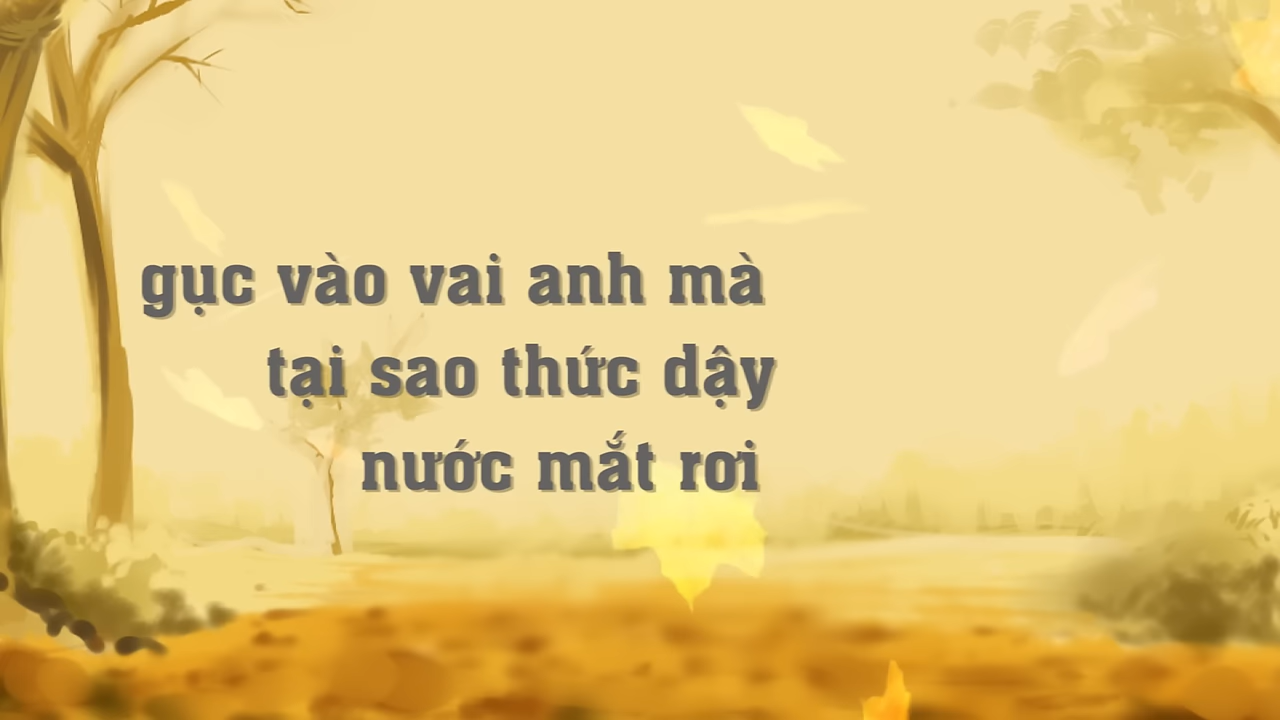 gục vào vai anh mà
tại sao thức dậy
nước mắt rơi